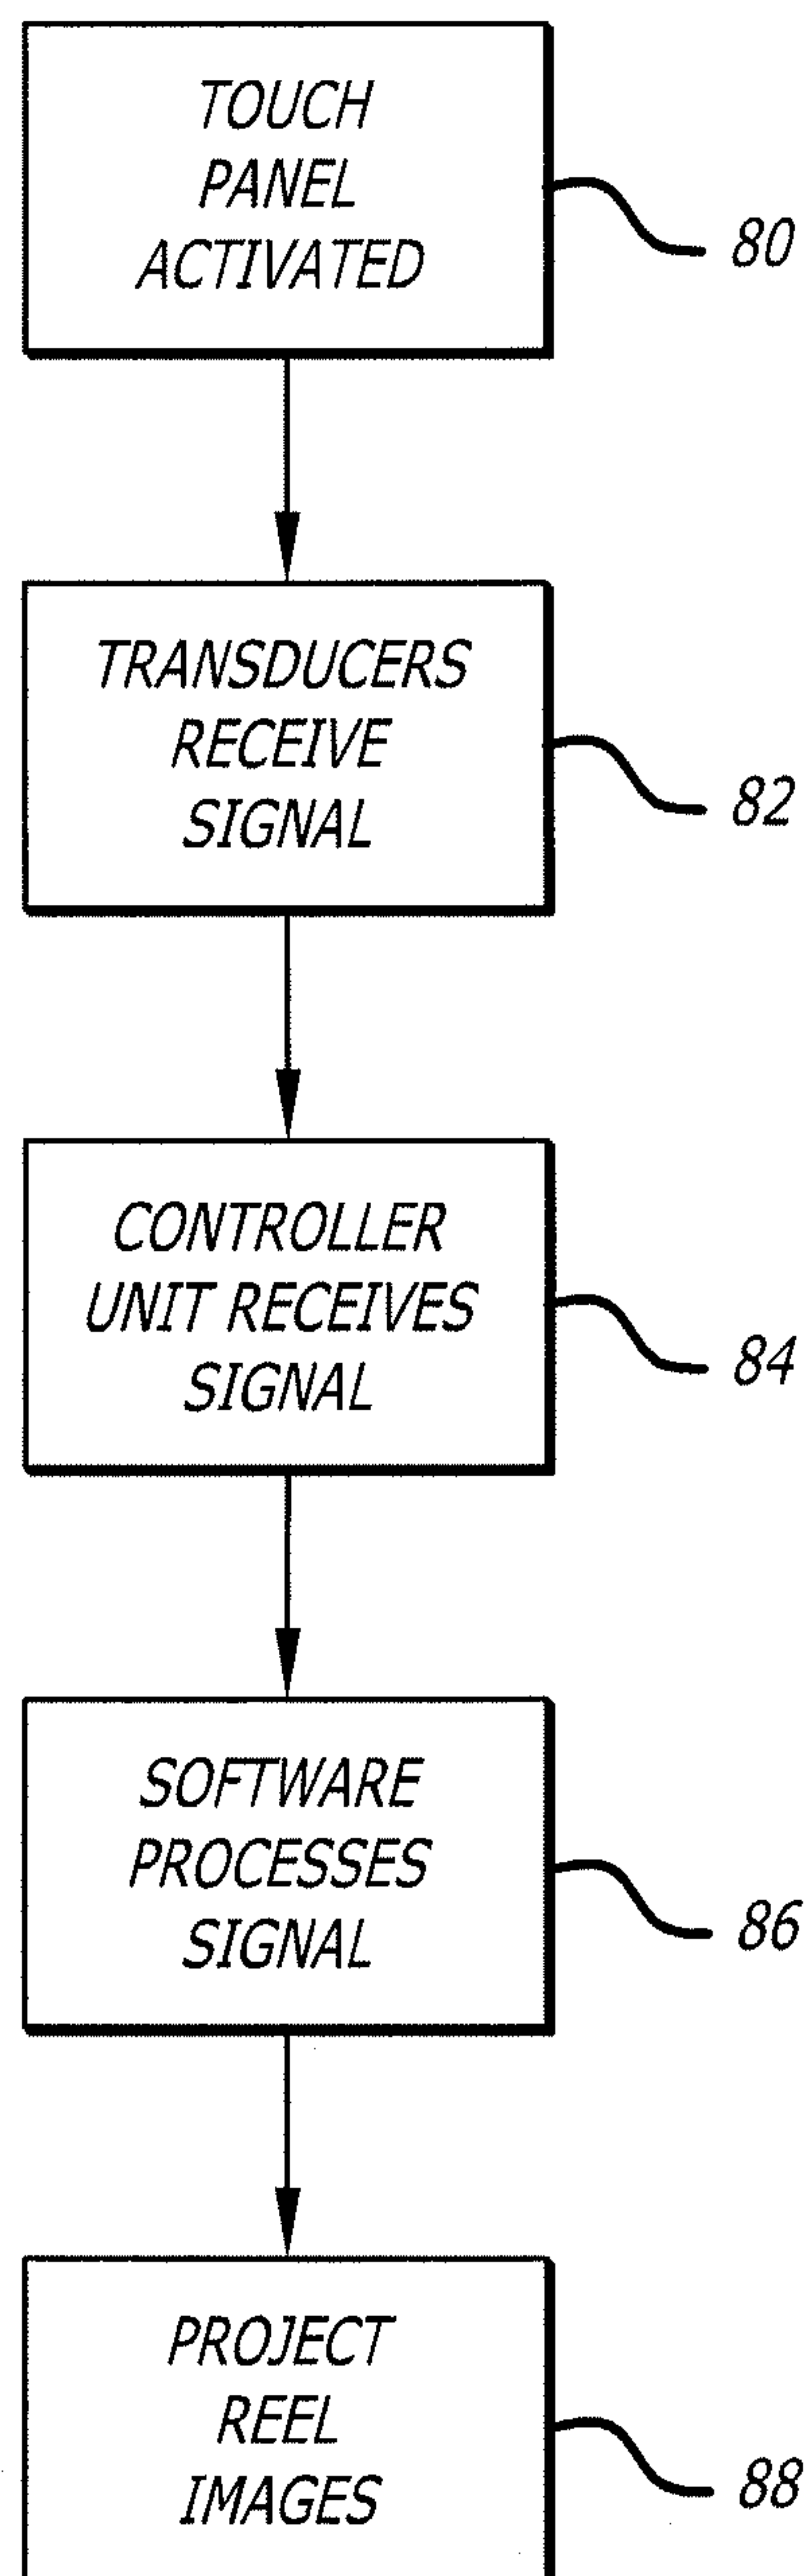 TOUCH
PANEL
ACTIVATED
80
TRANSDUCERS
RECEIVE
SIGNAL
82
CONTROLLER
UNIT RECEIVES
SIGNAL
84
SOFTWARE
PROCESSES
SIGNAL
86
PROJECT
REEL
IMAGES
88